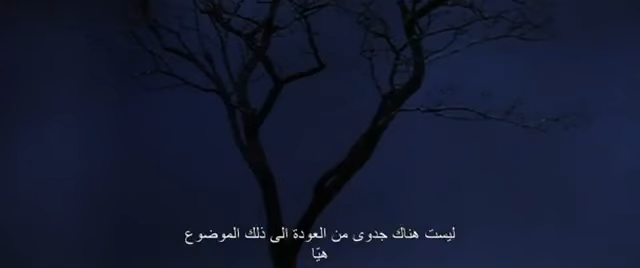 ليست هناك جدوى من العودة الى ذلك الموضوع
هيّا